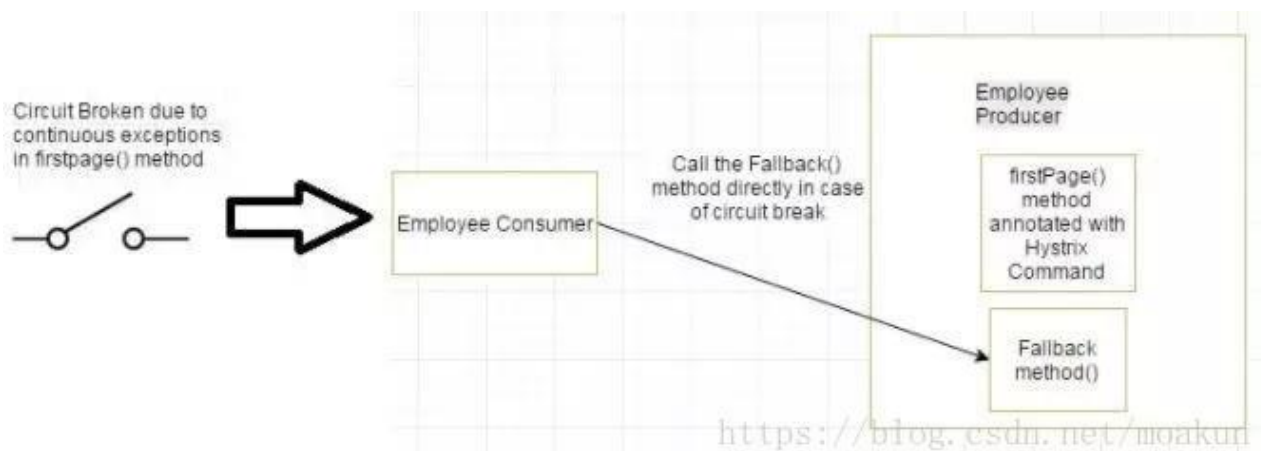 Circuit Broken due to
continuous exceptions
in firstpage() method
Employee Consumer
Call the Fallback()
method directly in case
of circuit break
Employee
Producer
firstPage()
method
annotated with
Hystrix
Command
Fallback
method()
https://blog.csdn.net/moakun